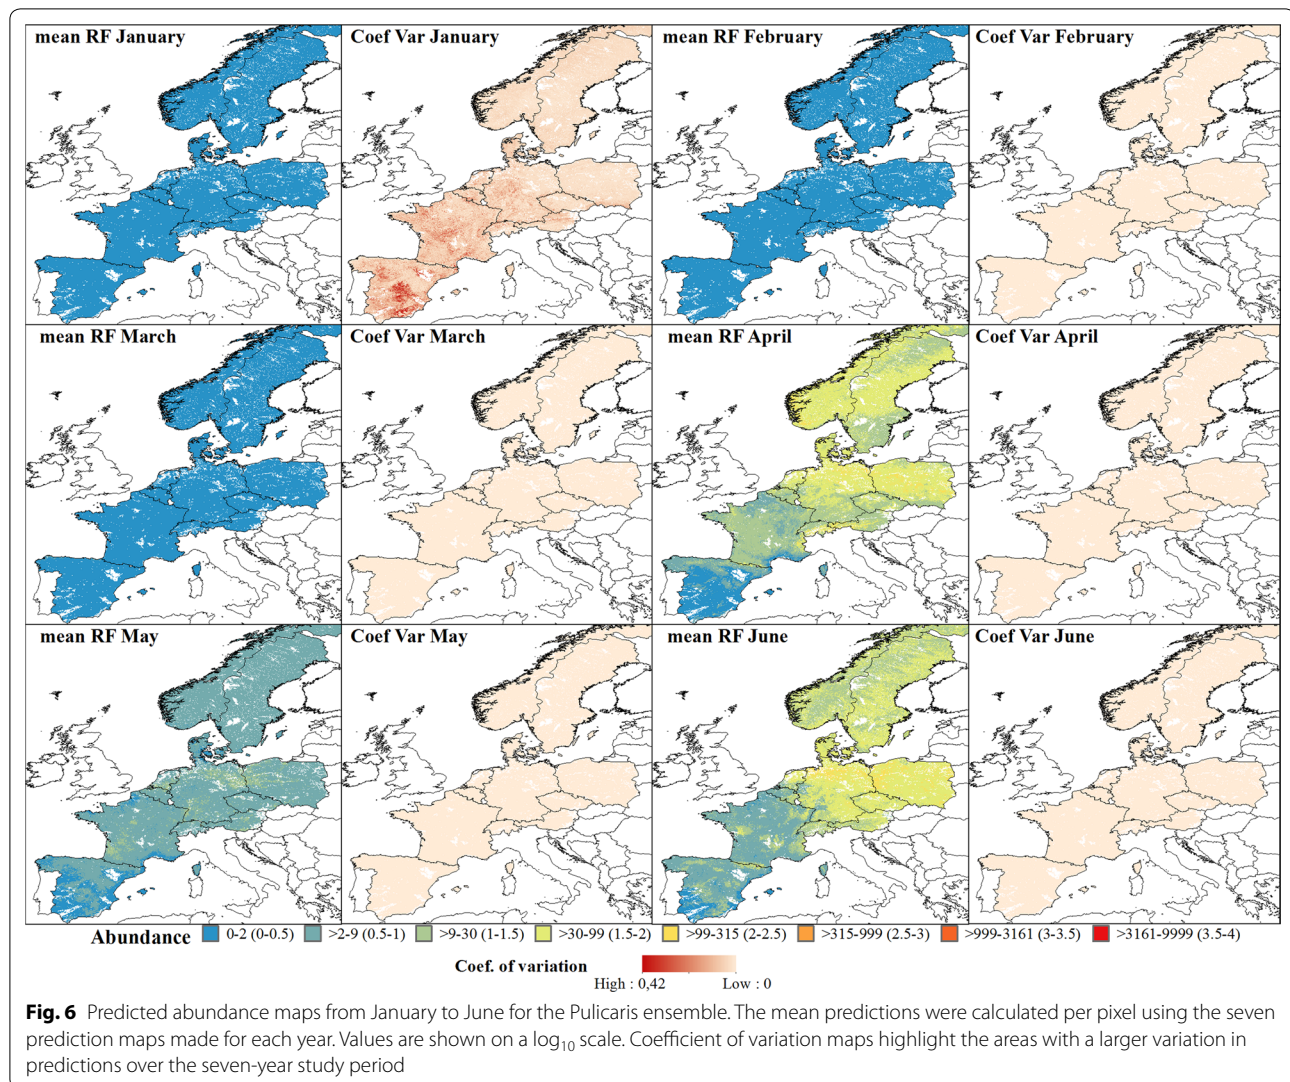 mean RF January
Coef Var January
mean RF February
Coef Var February
mean RF March
Coef Var March
mean RF April
Coef Var April
mean RF May
Coef Var May
mean RF June
Coef Var June
Abundance 0-2 (0-0.5) >2-9 (0.5-1) >9-30 (1-1.5) >30-99 (1.5-2) >99-315 (2-2.5) >315-999 (2.5-3) >999-3161 (3-3.5) >3161-9999 (3.5-4)
Coef. of variation
High : 0,42 Low : 0
Fig. 6 Predicted abundance maps from January to June for the Pulicaris ensemble. The mean predictions were calculated per pixel using the seven
prediction maps made for each year. Values are shown on a log10 scale. Coefficient of variation maps highlight the areas with a larger variation in
predictions over the seven-year study period